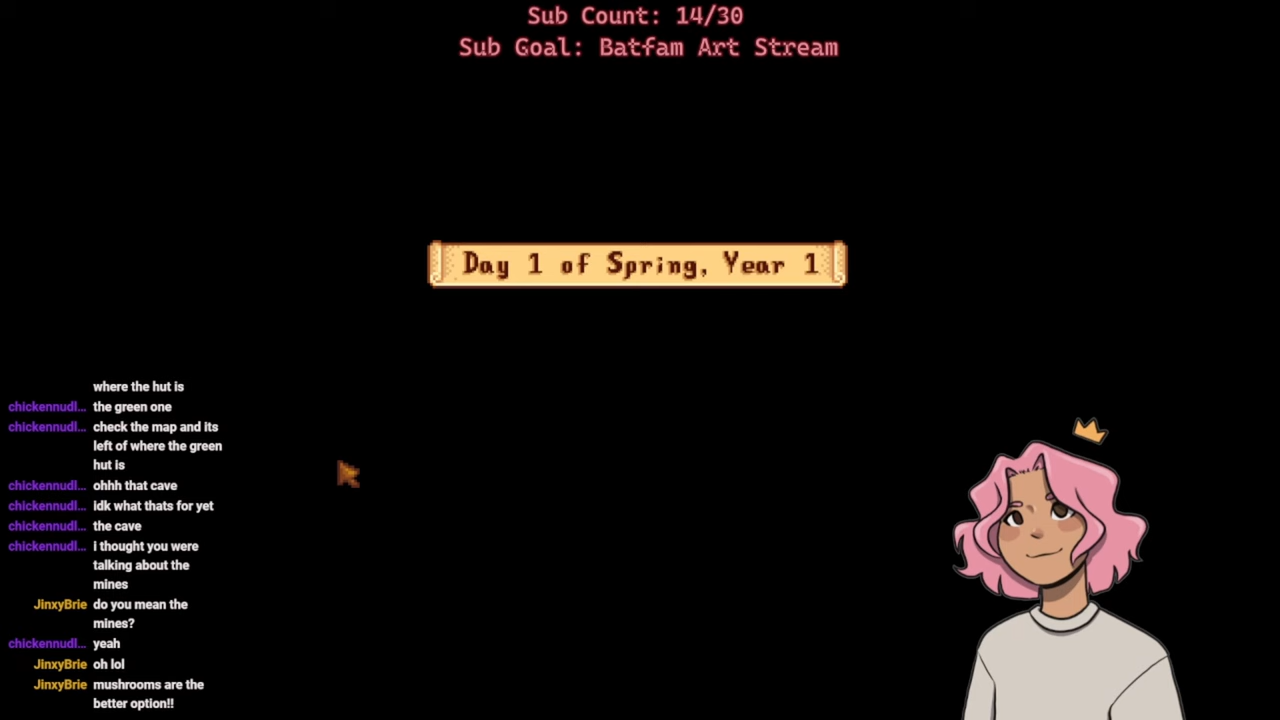 Sub Count: 14/30
Sub Goal: Batfam Art Stream
Day 1 of Spring, Year 1
where the hut is
chickennudl... the green one
chickennudl... check the map and its
left of where the green
hut is
chickennudl... ohhh that cave
chickennudl... idk what thats for yet
chickennudl... the cave
chickennudl... i thought you were
talking about the
mines
JinxyBrie do you mean the
mines?
chickennudl... yeah
JinxyBrie oh lol
JinxyBrie mushrooms are the
better option!!